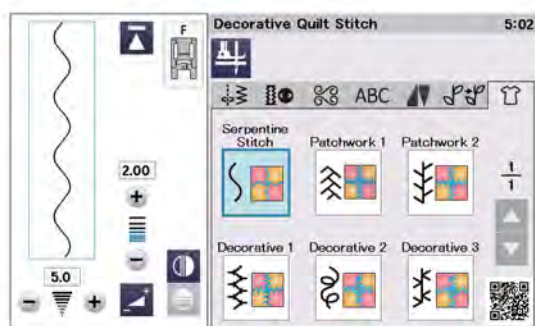 F
2.00
5.0
Decorative Quilt Stitch 5:02
ABC
Serpentine
Stitch
Patchwork 1
Patchwork 2
1
1
Decorative 1
Decorative 2
Decorative 3